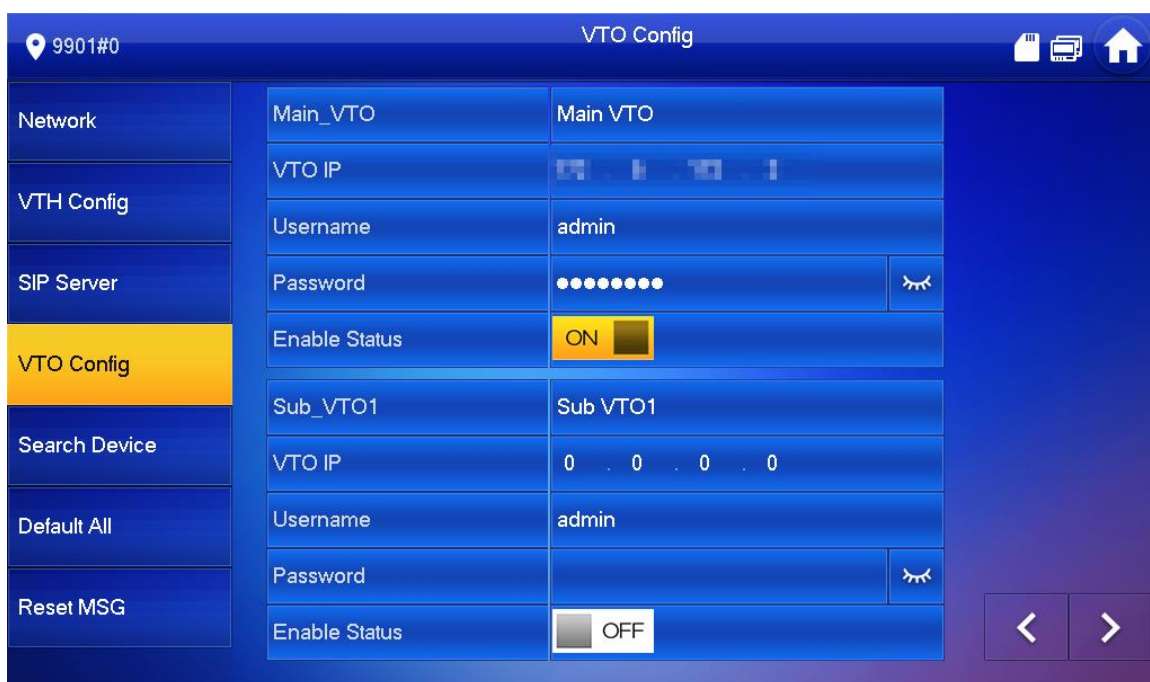 9901#0
VTO Config
Network
VTH Config
SIP Server
VTO Config
Search Device
Default All
Reset MSG
Main_VTO Main VTO
VTO IP
Username admin
Password ●●●●●●●●
Enable Status ON
Sub_VTO1 Sub VTO1
VTO IP 0 . 0 . 0 . 0
Username admin
Password
Enable Status OFF